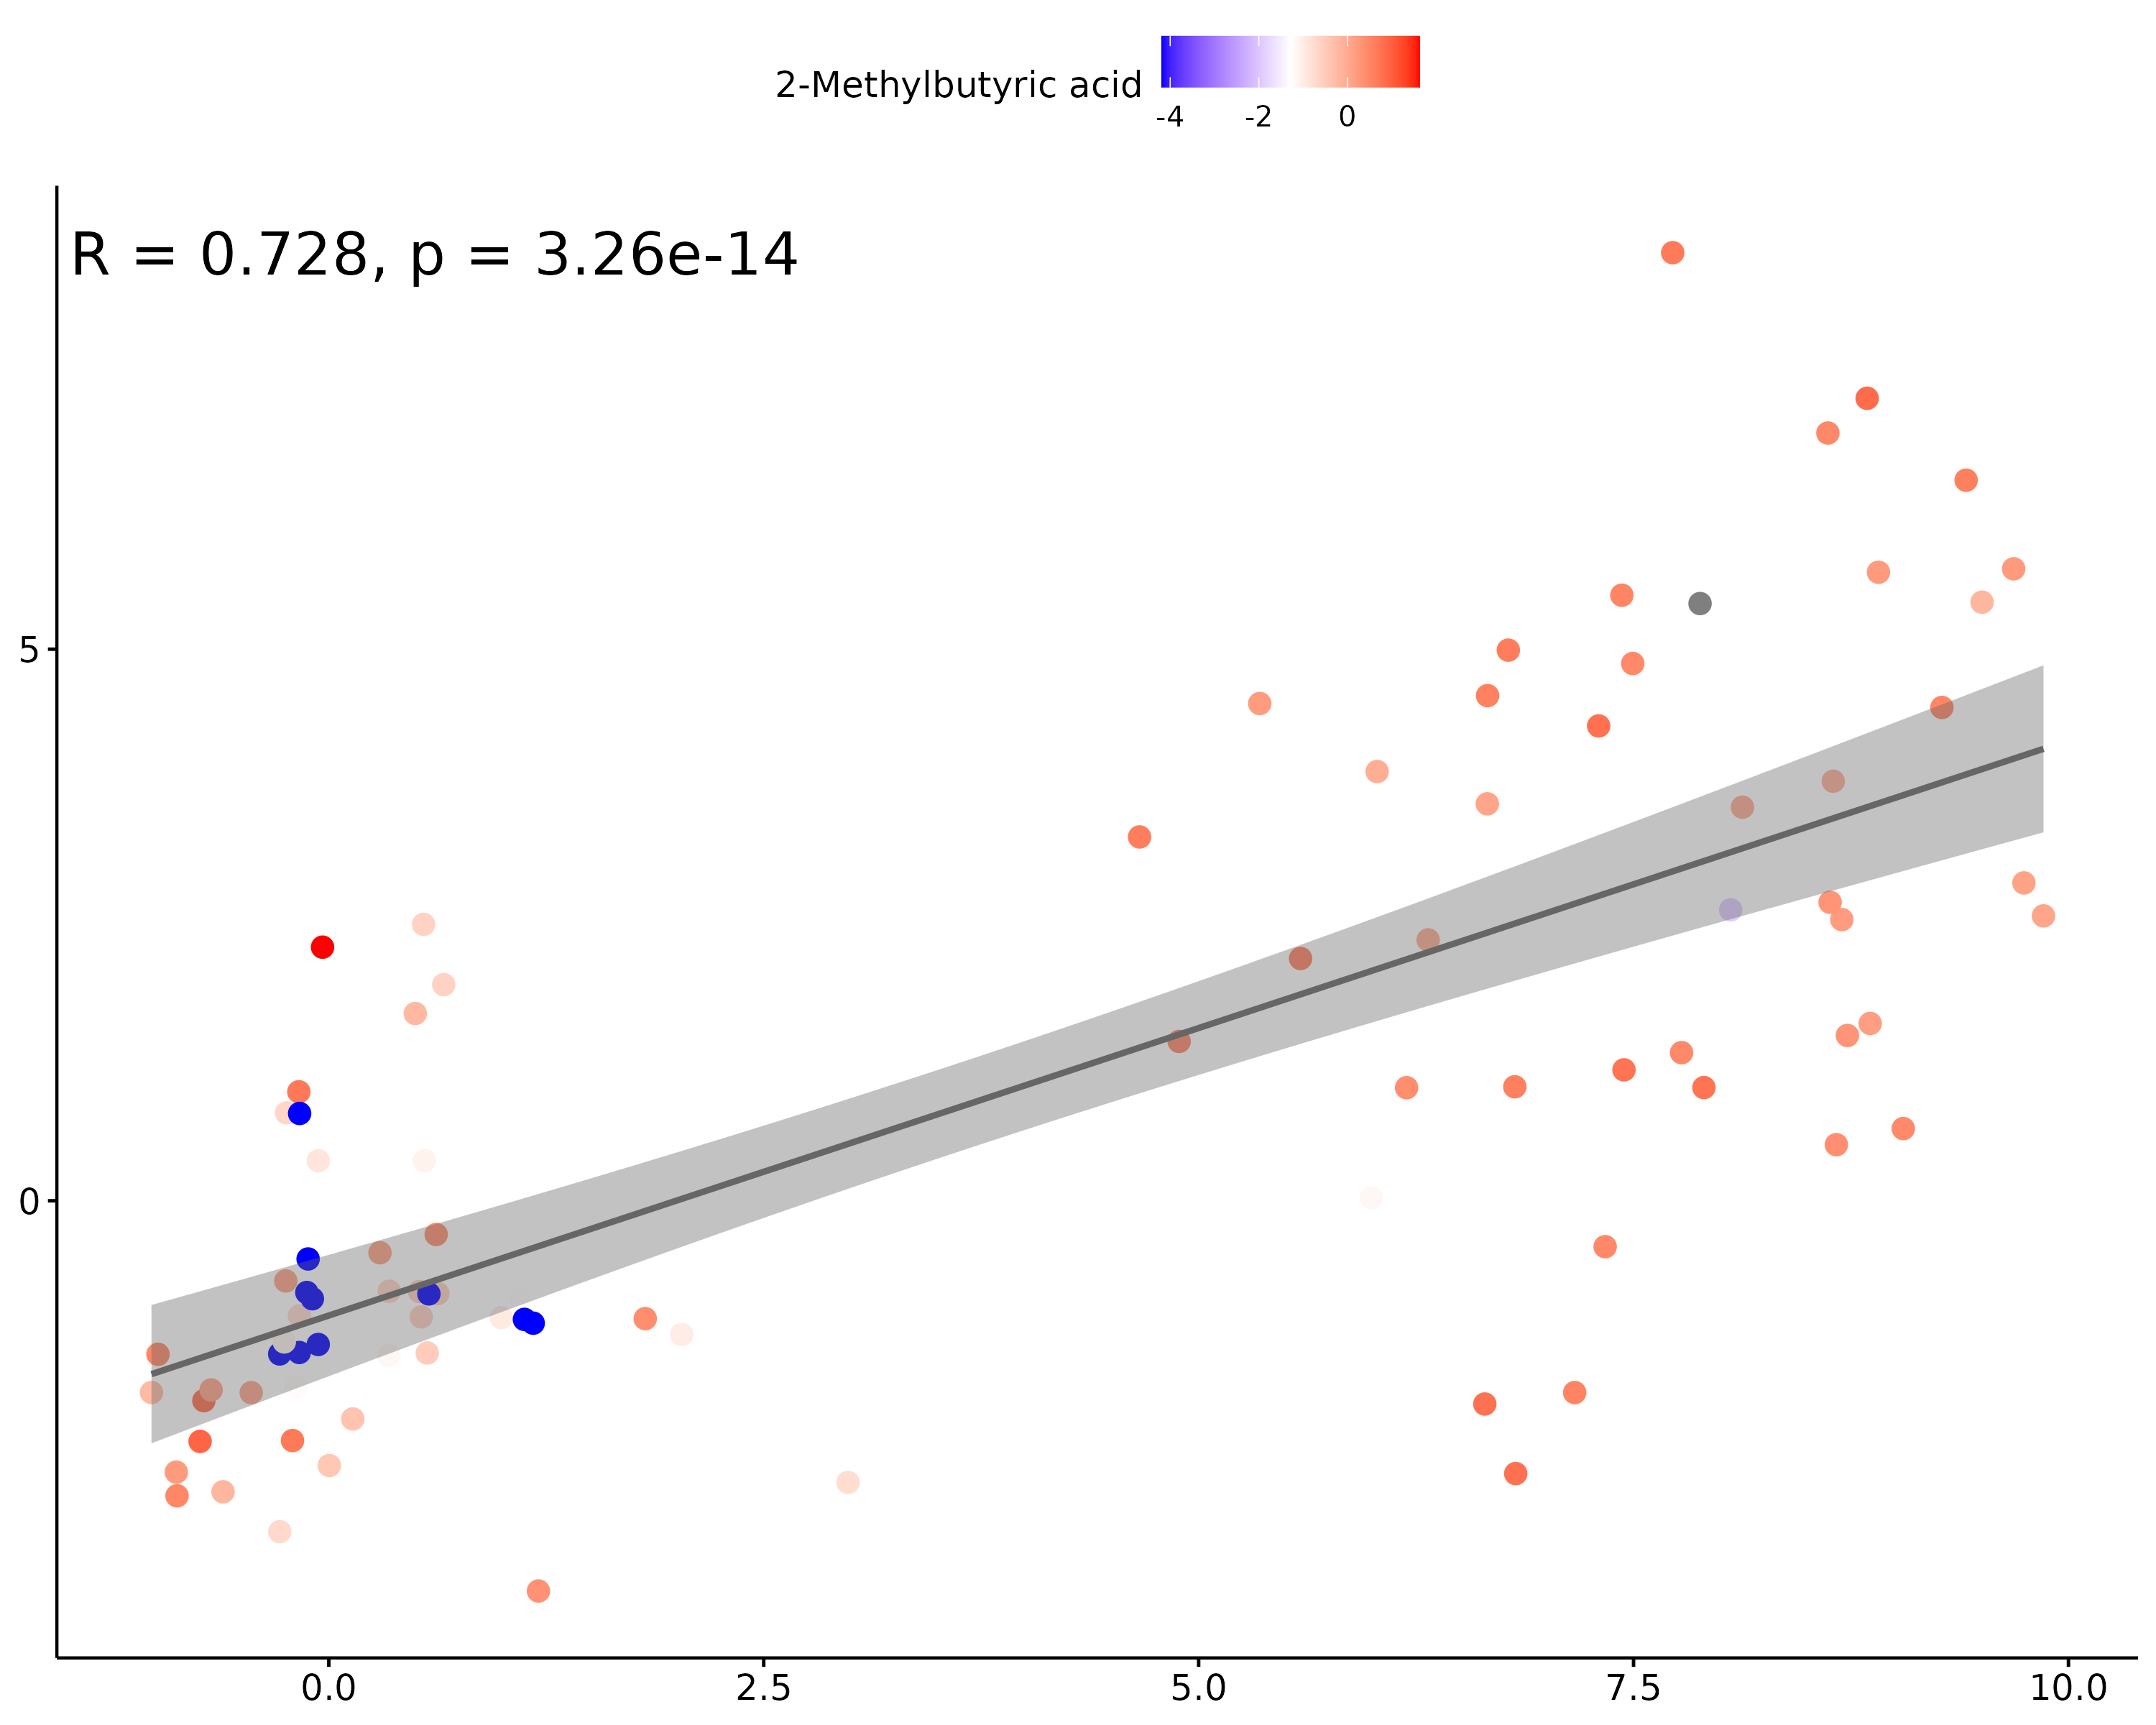 2-Methylbutyric acid
-4 -2 0
R = 0.728, p = 3.26e-14
5
0
0.0 2.5 5.0 7.5 10.0